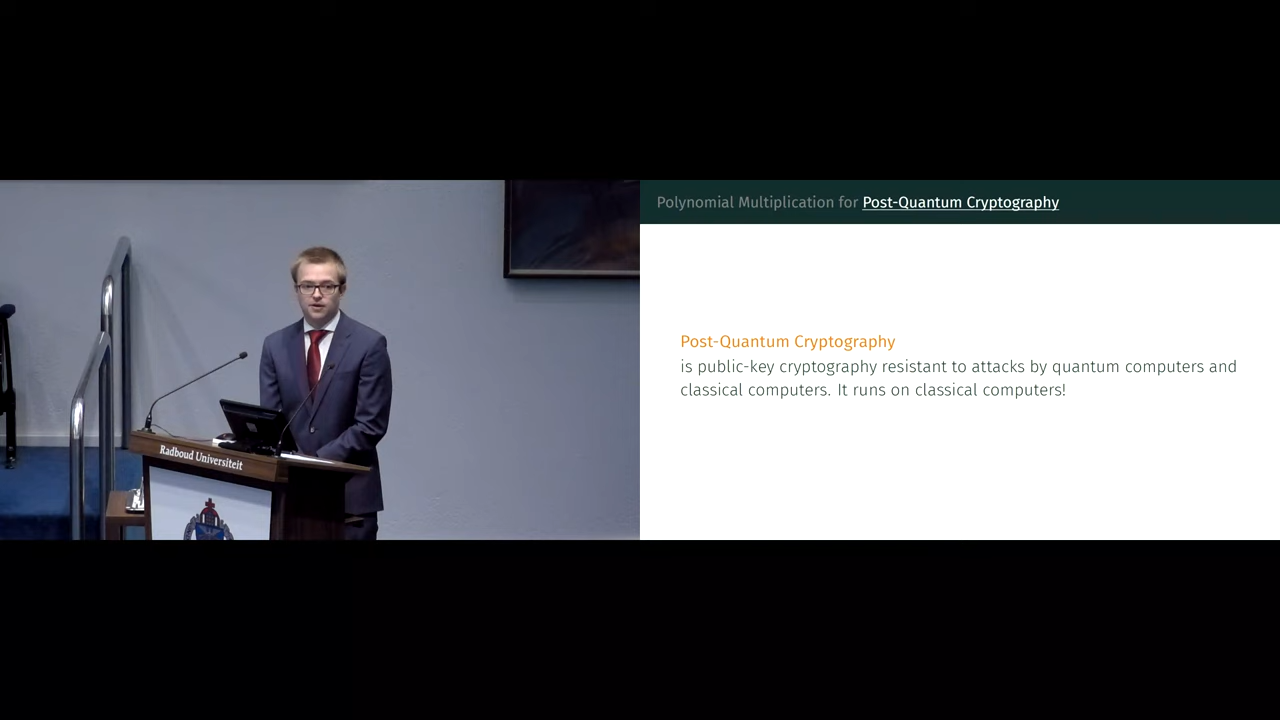 Radboud Universiteit
Polynomial Multiplication for Post-Quantum Cryptography
Post-Quantum Cryptography
is public-key cryptography resistant to attacks by quantum computers and
classical computers. It runs on classical computers!